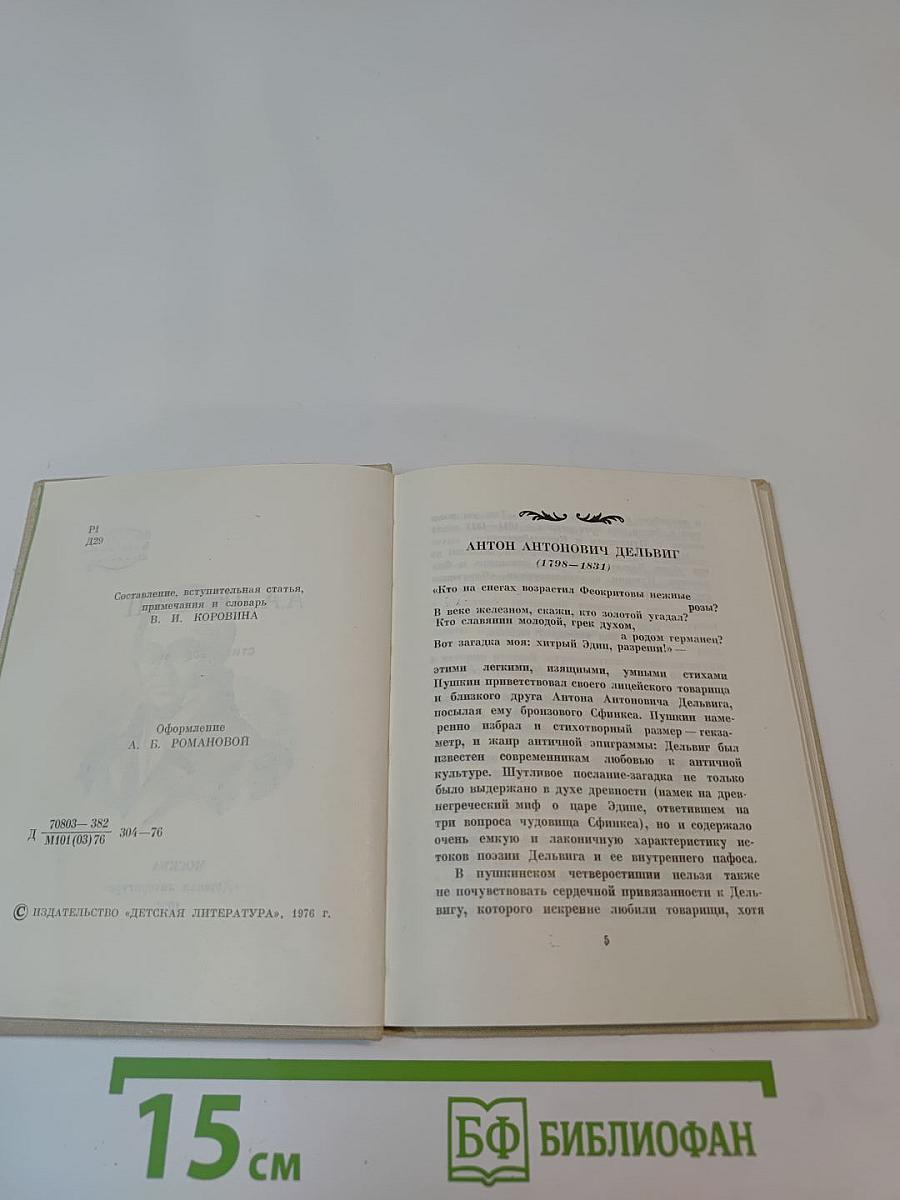 Р1
Д29
Составление, вступительная статья,
примечания и словарь
В. И. КОРОВИНА
Оформление
А. Б. РОМАНОВОЙ
Д 70803—382
М101(03)76 304—76
© ИЗДАТЕЛЬСТВО «ДЕТСКАЯ ЛИТЕРАТУРА», 1976 г.
АНТОН АНТОНОВИЧ ДЕЛЬВИГ
(1798—1831)
«Кто на снегах возрастил Феокритовы нежные
розы?
В веке железном, скажи, кто золотой угадал?
Кто славянин молодой, грек духом,
а родом германец?
Вот загадка моя: хитрый Эдип, разреши!» —
этими легкими, изящными, умными стихами
Пушкин приветствовал своего лицейского товарища
и близкого друга Антона Антоновича Дельвига,
посылая ему бронзового Сфинкса. Пушкин наме-
ренно избрал и стихотворный размер — гекза-
метр, и жанр античной эпиграммы: Дельвиг был
известен современникам любовью к античной
культуре. Шутливое послание-загадка не только
было выдержано в духе древности (намек на древ-
негреческий миф о царе Эдипе, ответившем на
три вопроса чудовища Сфинкса), но и содержало
очень емкую и лаконичную характеристику ис-
токов поэзии Дельвига и ее внутреннего пафоса.
В пушкинском четверостишии нельзя также
не почувствовать сердечной привязанности к Дель-
вигу, которого искренне любили товарищи, хотя
5
15 см
БФ БИБЛИОФАН